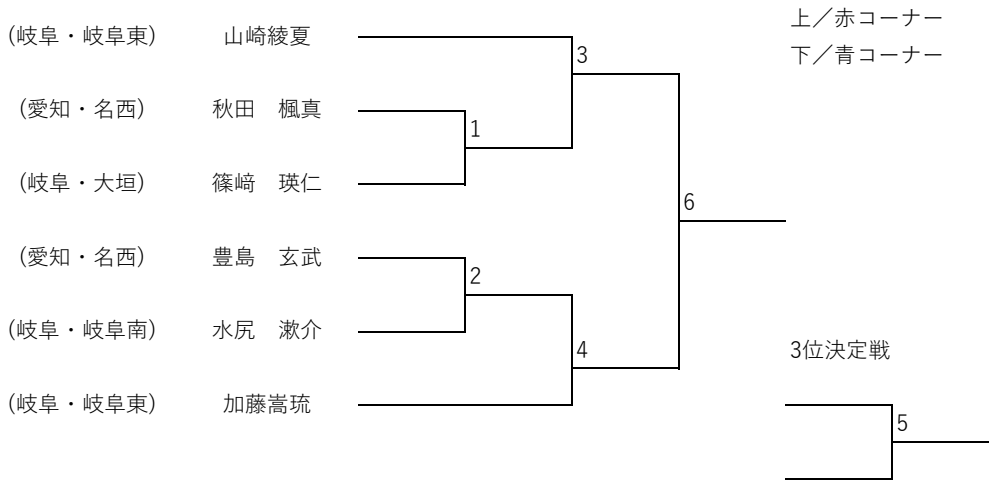 上／赤コーナー
(岐阜・岐阜東) 山崎綾夏
3
下／青コーナー
(愛知・名西) 秋田　楓真
1
(岐阜・大垣) 篠﨑　瑛仁
6
(愛知・名西) 豊島　玄武
2
(岐阜・岐阜南) 水尻　漱介
4
3位決定戦
(岐阜・岐阜東) 加藤嵩琉
5